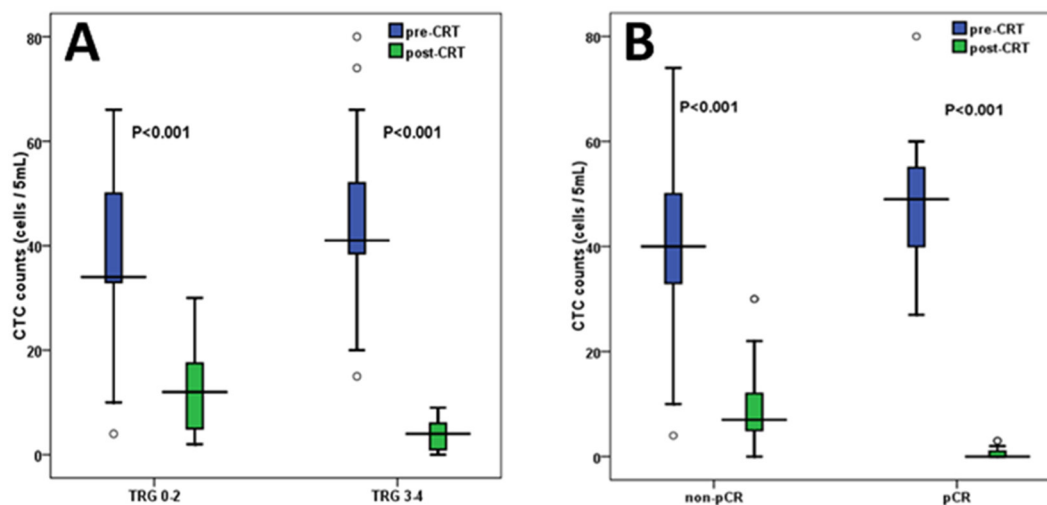 A
pre-CRT
post-CRT
P<0.001
P<0.001
CTC counts (cells / 5mL)
80
60
40
20
0
TRG 0-2
TRG 3-4
B
pre-CRT
post-CRT
P<0.001
P<0.001
CTC counts (cells / 5mL)
80
60
40
20
0
non-pCR
pCR